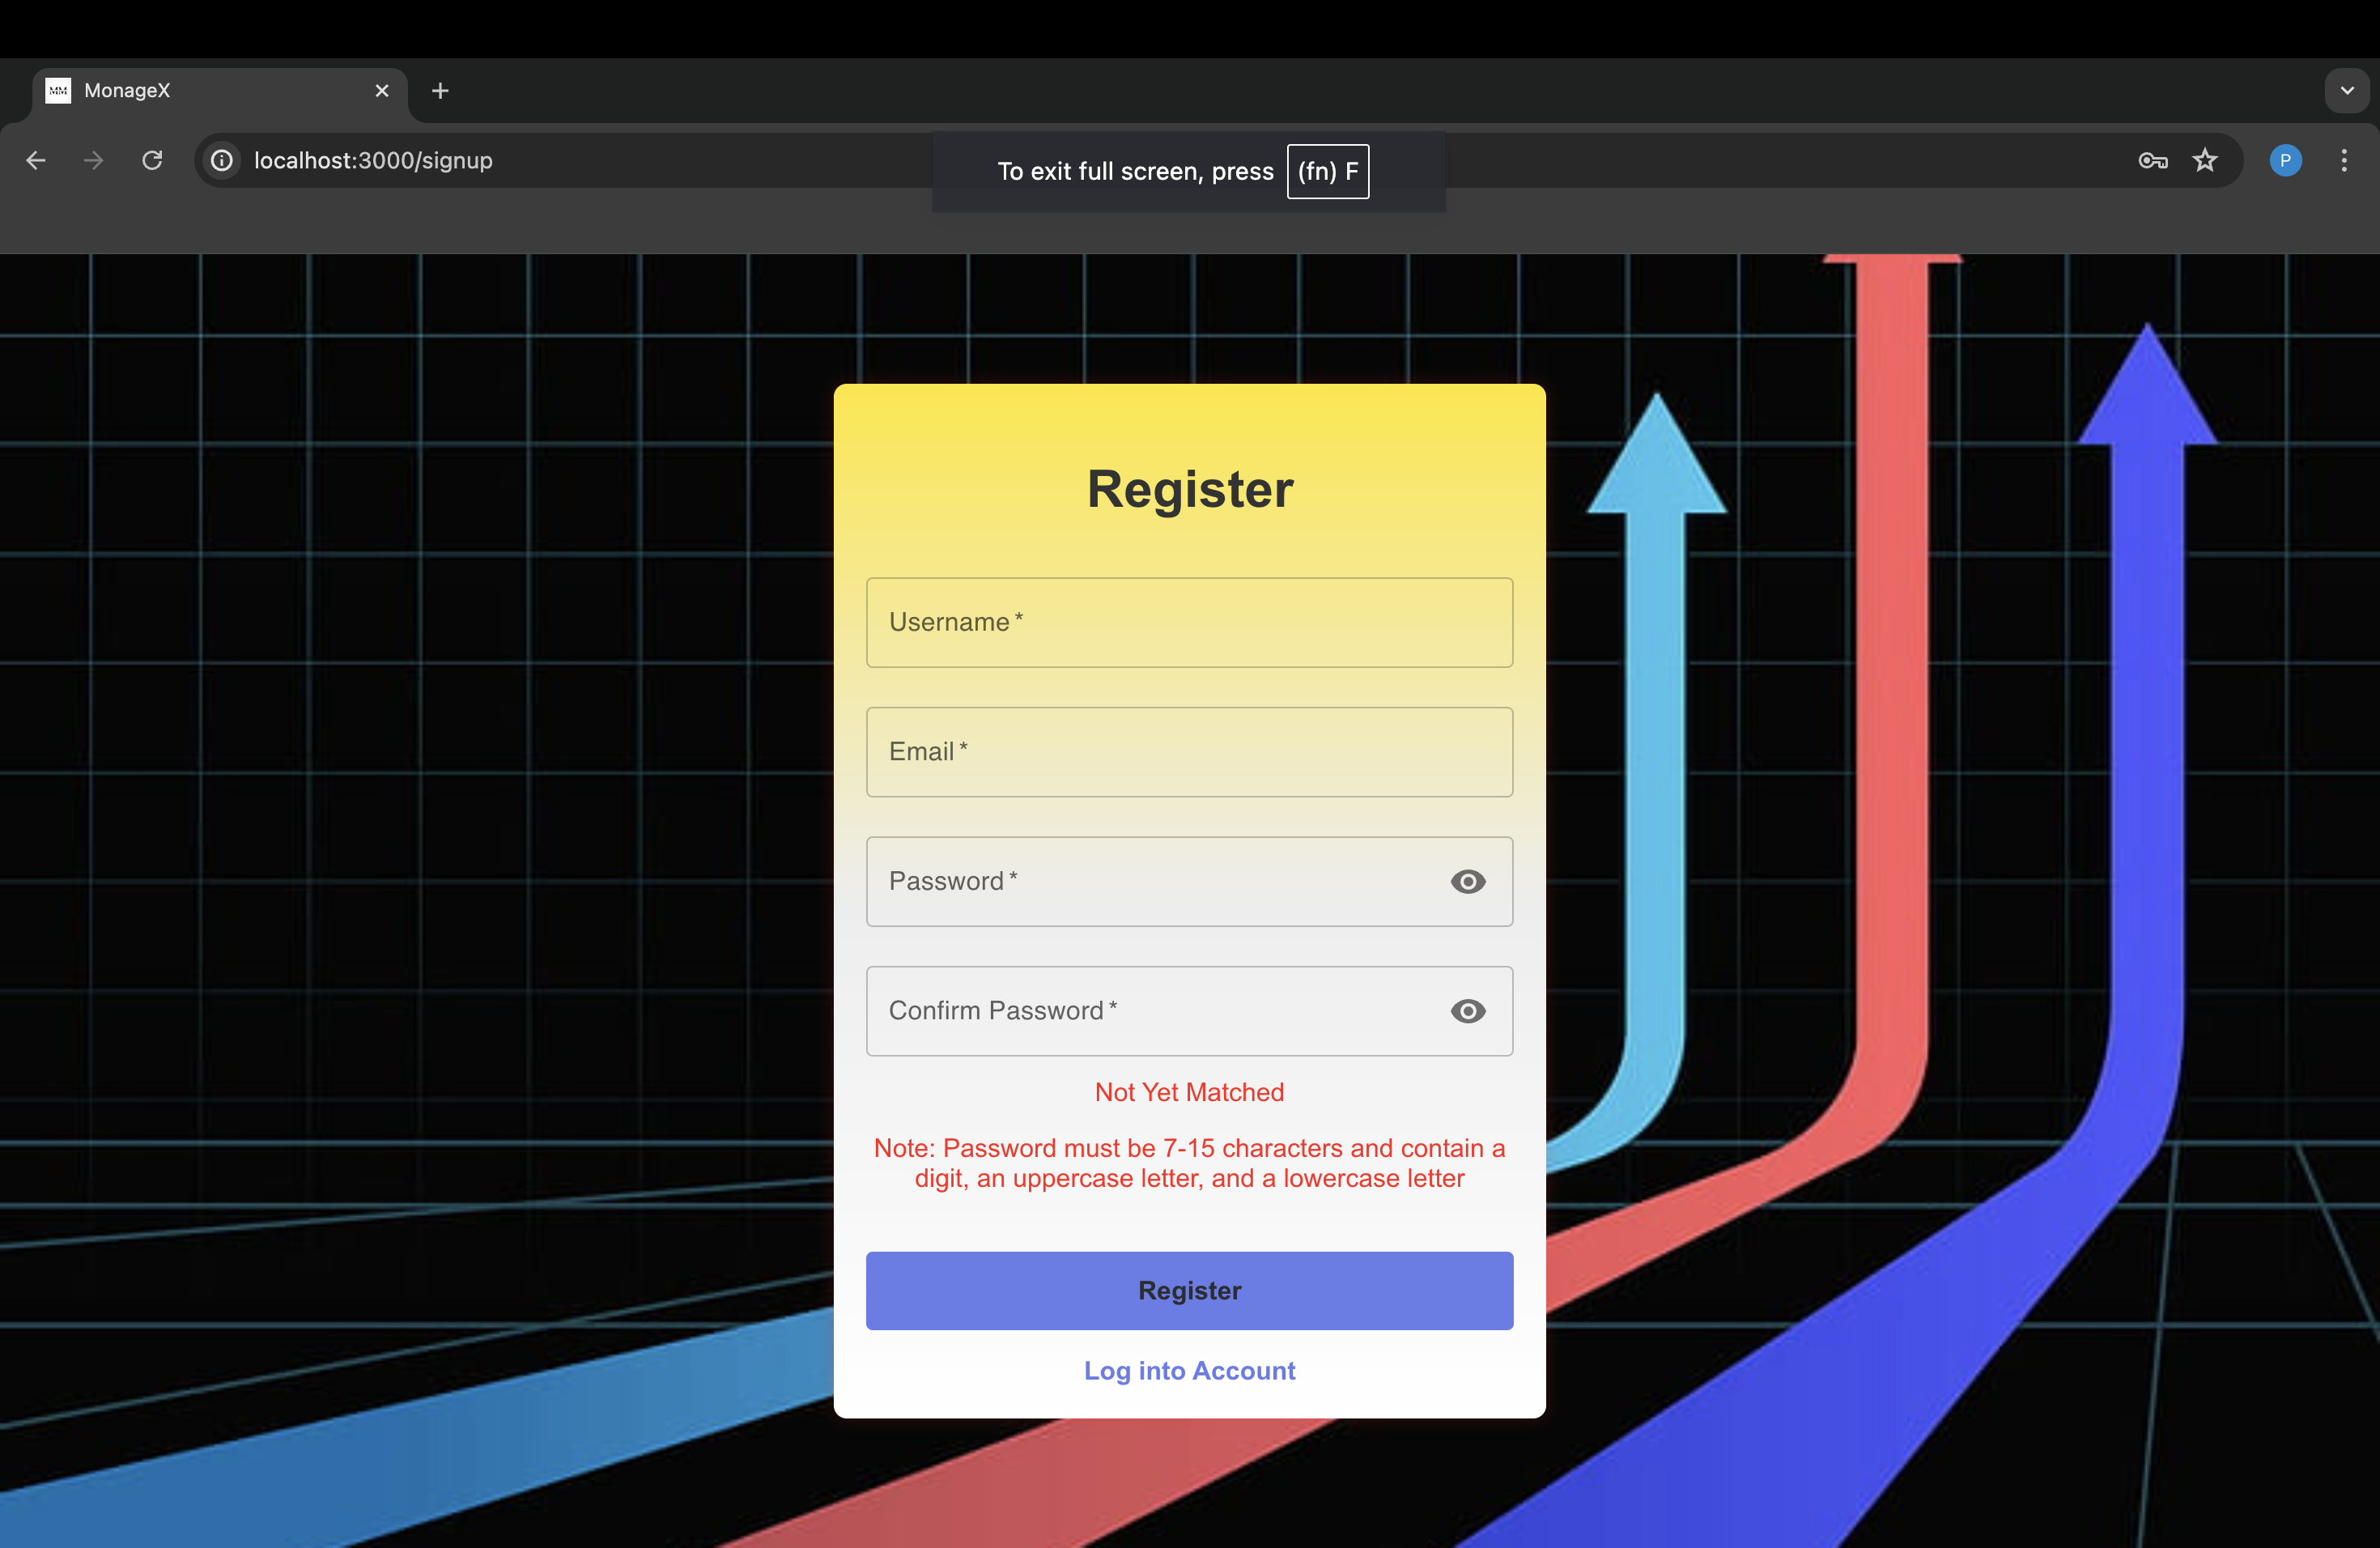 MonageX
localhost:3000/signup
To exit full screen, press (fn) F
P
Register
Username *
Email *
Password *
Confirm Password *
Not Yet Matched
Note: Password must be 7-15 characters and contain a
digit, an uppercase letter, and a lowercase letter
Register
Log into Account